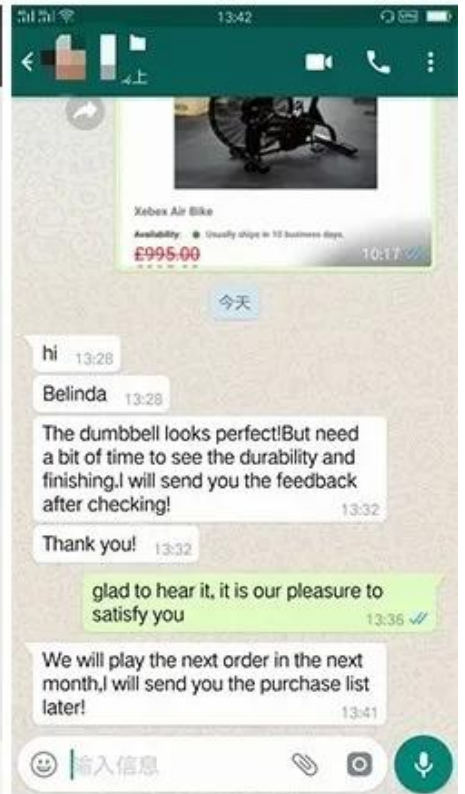 13:42
Xebex Air Bike
Availability: Usually ships in 10 business days.
£995.00
10:17
今天
hi 13:28
Belinda 13:28
The dumbbell looks perfect!But need
a bit of time to see the durability and
finishing.I will send you the feedback
after checking!
13:32
Thank you! 13:32
glad to hear it, it is our pleasure to
satisfy you
13:36
We will play the next order in the next
month,I will send you the purchase list
later!
13:41
输入信息